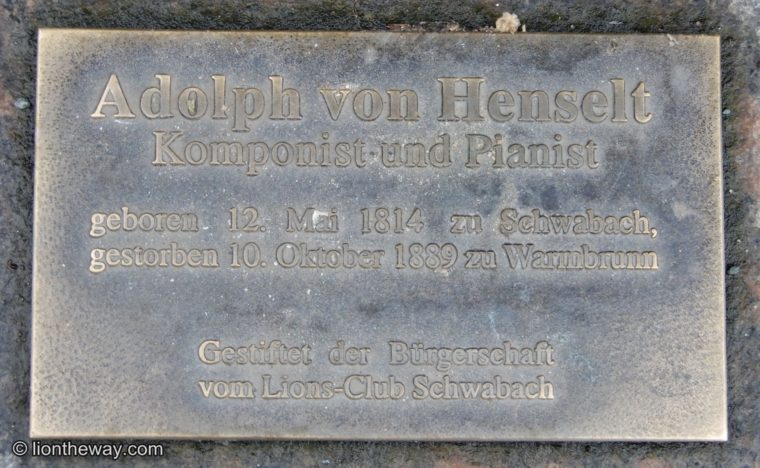 Adolph von Henselt
Komponist und Pianist
geboren 12. Mai 1814 zu Schwabach,
gestorben 10. Oktober 1889 zu Warmbrunn
Gestiftet der Bürgerschaft
vom Lions-Club Schwabach
© liontheway.com